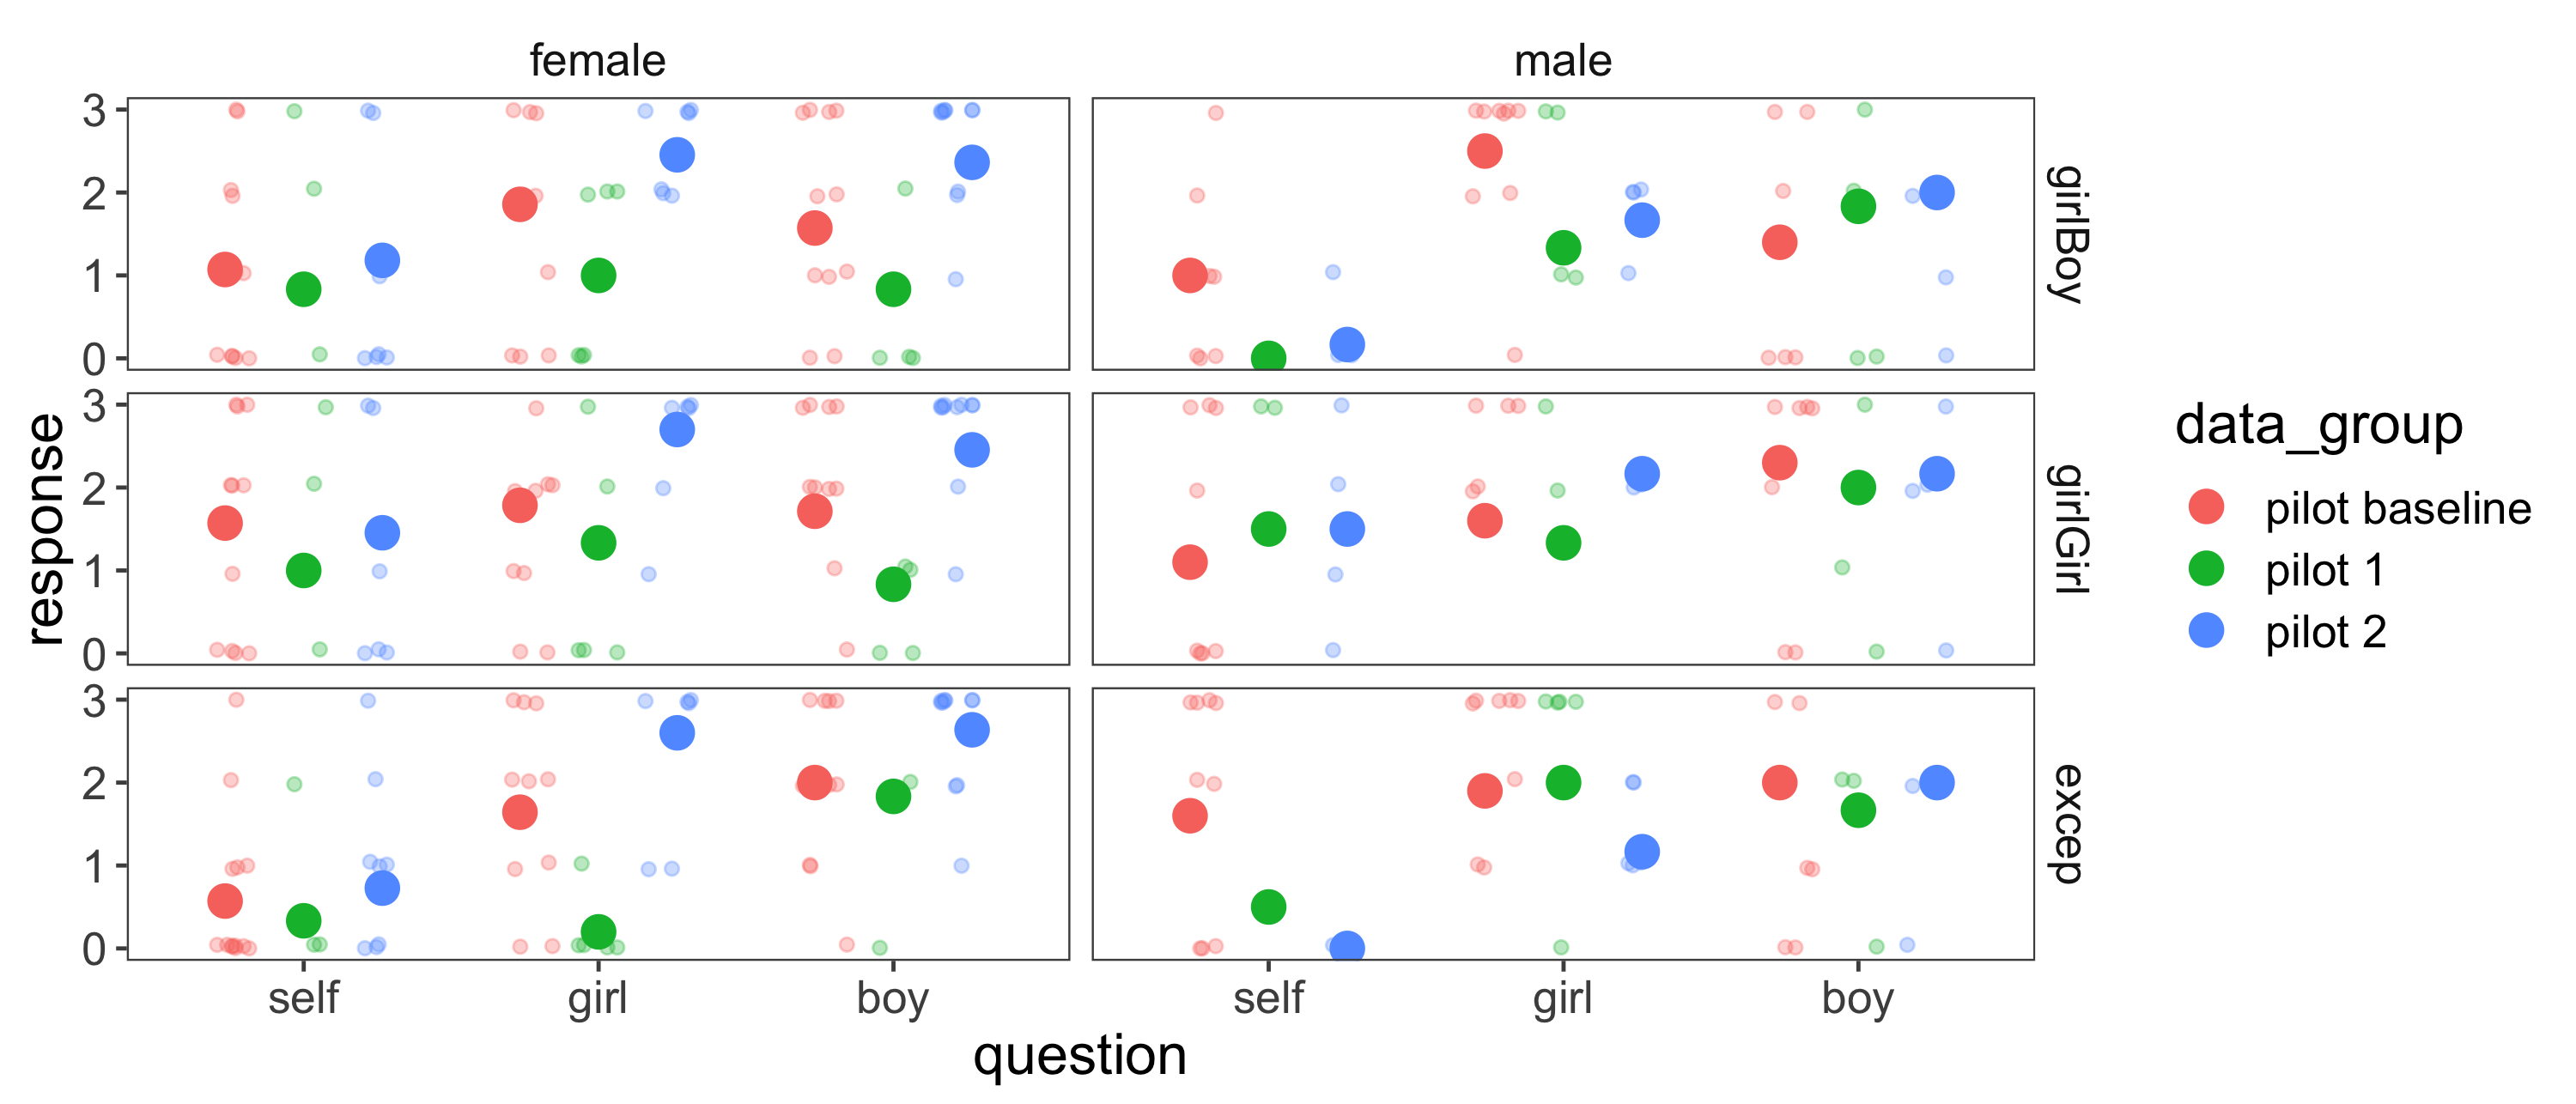 female
male
3
2
1
0
girlBoy
3
2
1
0
girlGirl
3
2
1
0
excep
response
self
girl
boy
self
girl
boy
question
data_group
pilot baseline
pilot 1
pilot 2